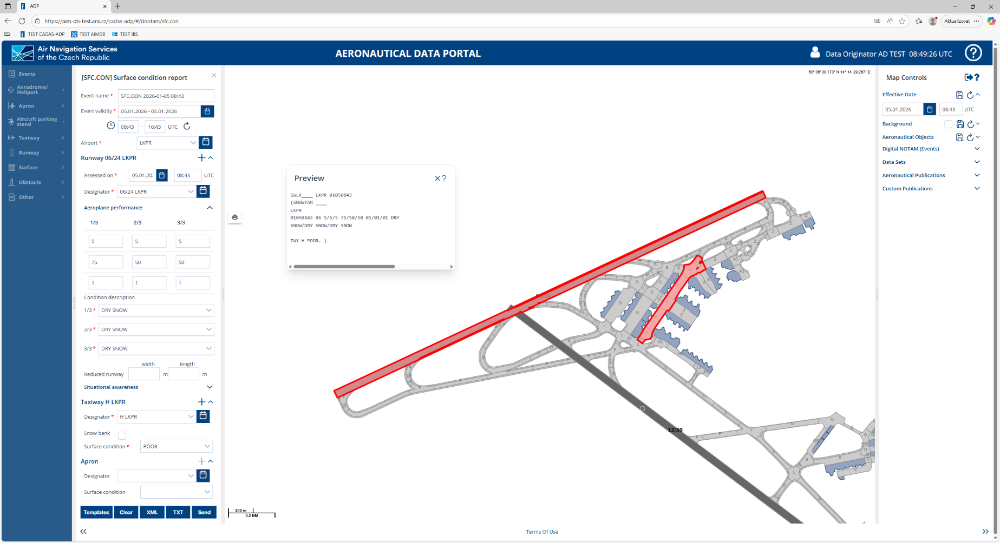 ADP
https://aim-dn-test.ans.cz/cadas-adp/#/dnotam/sfc.con
Aktualizovat
TEST CADAS-ADP
TEST AIMDB
TEST IBS
Air Navigation Services
of the Czech Republic
AERONAUTICAL DATA PORTAL
Data Originator AD TEST 08:49:26 UTC
Events
Aerodrome/
Heliport
Apron
Aircraft parking
stand
Taxiway
Runway
Surface
Obstacle
Other
[SFC.CON] Surface condition report
Event name *
SFC.CON 2026-01-05 08:43
Event validity *
05.01.2026 - 05.01.2026
08:43 - 16:43 UTC
Airport *
LKPR
Runway 06/24 LKPR
Assessed on *
05.01.202
08:43
UTC
Designator *
06/24 LKPR
Aeroplane performance
1/3 2/3 3/3
5 5 5
75 50 50
1 1 1
Condition description
1/3 * DRY SNOW
2/3 * DRY SNOW
3/3 * DRY SNOW
width length
Reduced runway m m
Situational awareness
Taxiway H LKPR
Designator *
H LKPR
Snow bank
Surface condition *
POOR
Apron
Designator
Surface condition
Templates
Clear
XML
TXT
Send
50° 06' 30.173" N 14° 14' 29.267" E
Preview
SWLK____ LKPR 01050843
(SNOWTAM ____
LKPR
01050843 06 5/5/5 75/50/50 01/01/01 DRY
SNOW/DRY SNOW/DRY SNOW
TWY H POOR. )
12/30
200 m
0.2 NM
Map Controls
Effective Date
05.01.2026
08:43
UTC
Background
Aeronautical Objects
Digital NOTAM (Events)
Data Sets
Aeronautical Publications
Custom Publications
Terms Of Use